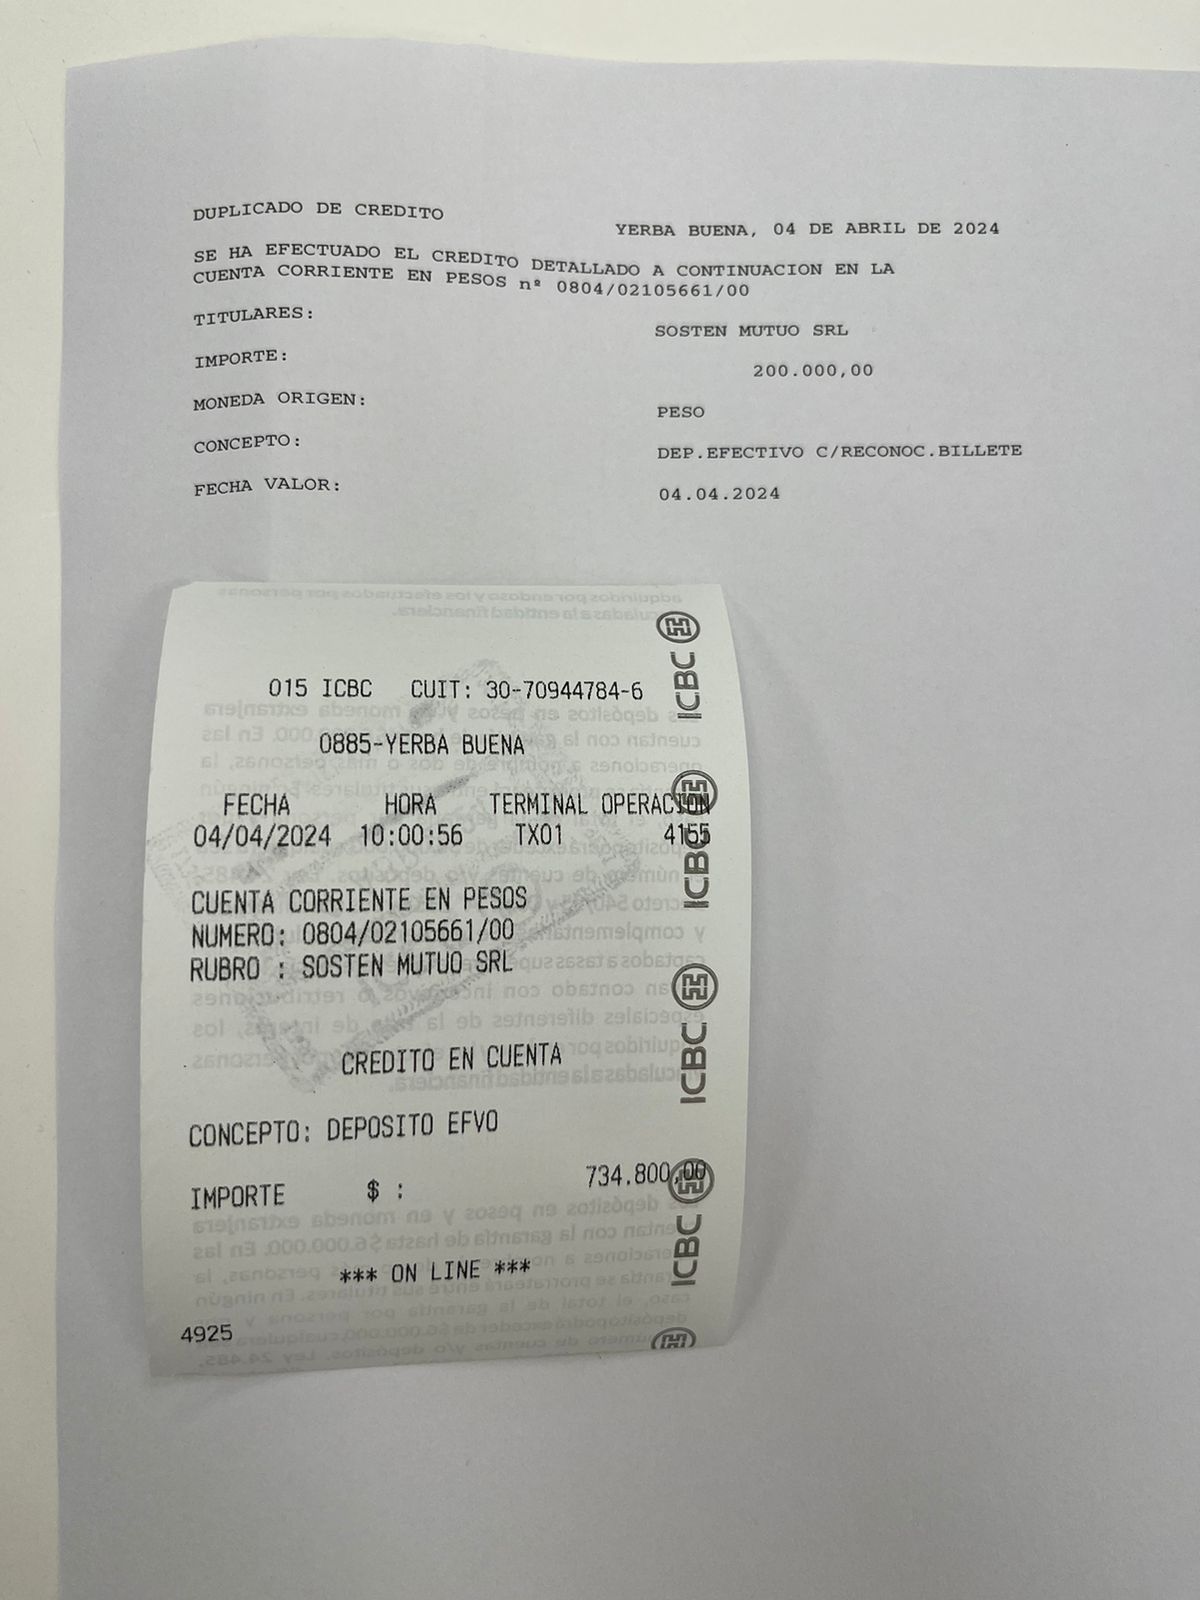 DUPLICADO DE CREDITO
YERBA BUENA, 04 DE ABRIL DE 2024
SE HA EFECTUADO EL CREDITO DETALLADO A CONTINUACION EN LA
CUENTA CORRIENTE EN PESOS nº 0804/02105661/00
TITULARES: SOSTEN MUTUO SRL
IMPORTE: 200.000,00
MONEDA ORIGEN: PESO
CONCEPTO: DEP.EFECTIVO C/RECONOC.BILLETE
FECHA VALOR: 04.04.2024
015 ICBC CUIT: 30-70944784-6
0885-YERBA BUENA
FECHA HORA TERMINAL OPERACION
04/04/2024 10:00:56 TX01 4155
CUENTA CORRIENTE EN PESOS
NUMERO: 0804/02105661/00
RUBRO : SOSTEN MUTUO SRL
CREDITO EN CUENTA
CONCEPTO: DEPOSITO EFVO
IMPORTE $ : 734.800,00
*** ON LINE ***
4925
ICBC
ICBC
ICBC
ICBC